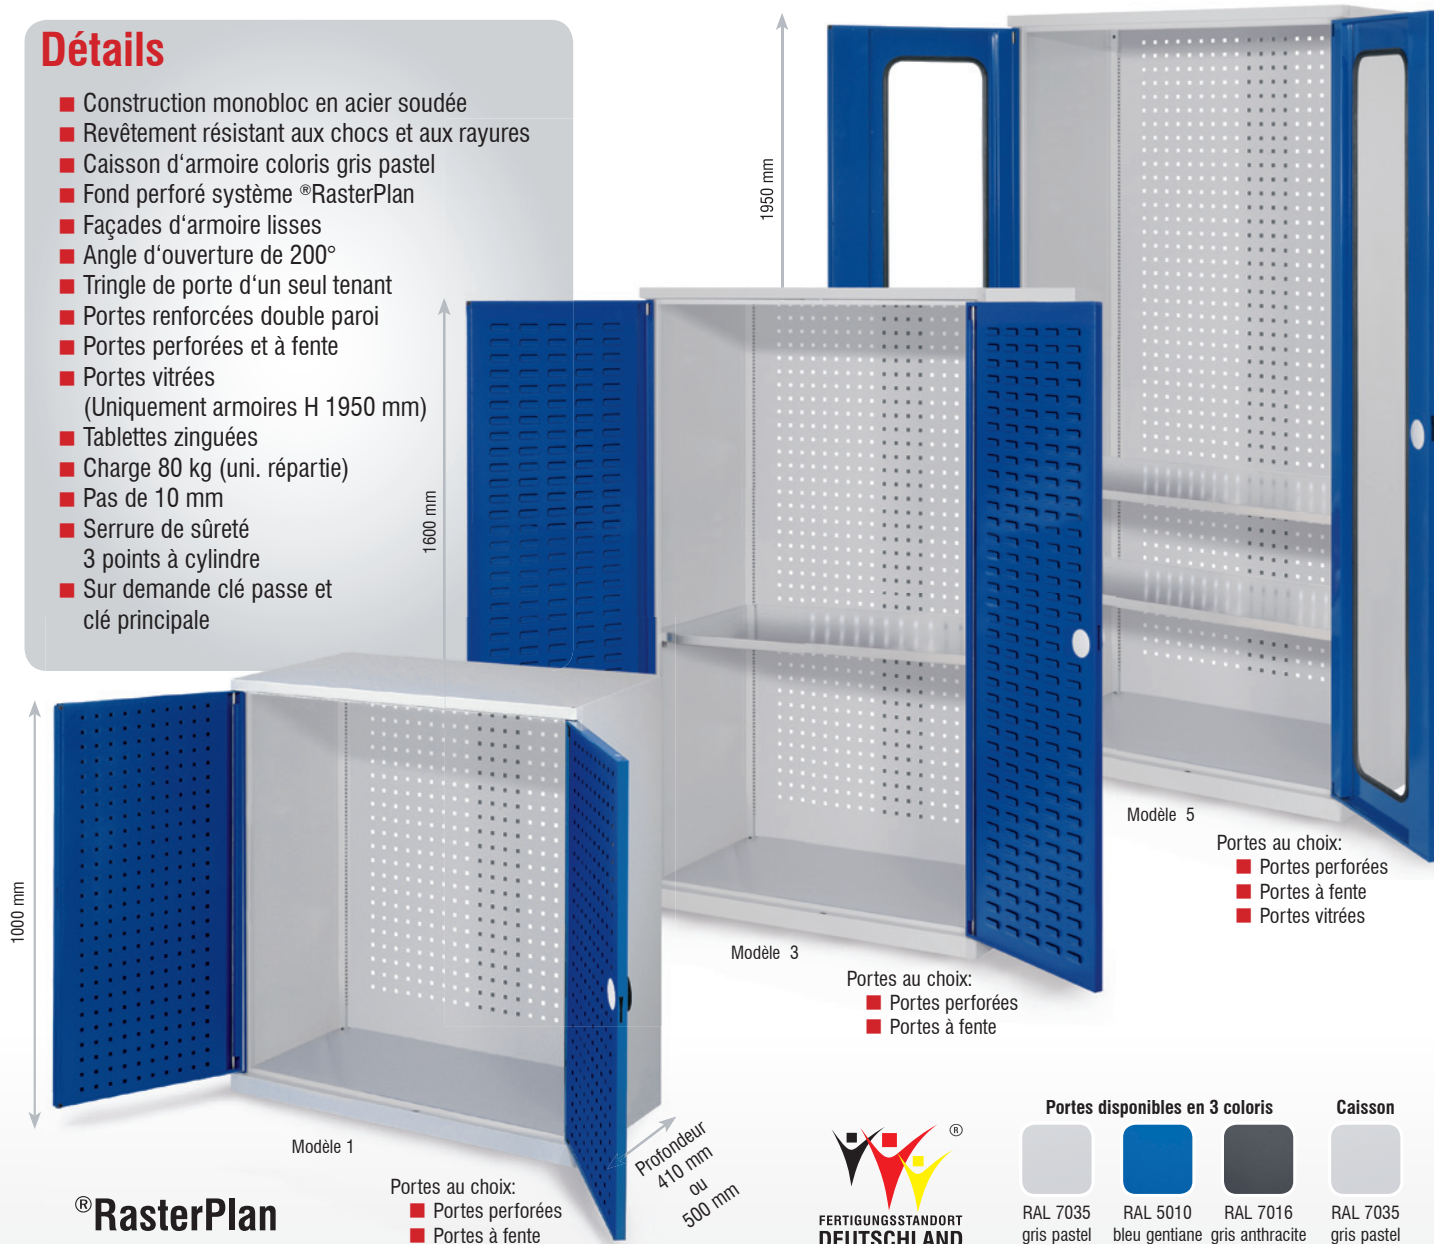 Détails
Construction monobloc en acier soudée
Revêtement résistant aux chocs et aux rayures
Caisson d‘armoire coloris gris pastel
Fond perforé système ®RasterPlan
Façades d‘armoire lisses
Angle d‘ouverture de 200°
Tringle de porte d‘un seul tenant
Portes renforcées double paroi
Portes perforées et à fente
Portes vitrées
(Uniquement armoires H 1950 mm)
Tablettes zinguées
Charge 80 kg (uni. répartie)
Pas de 10 mm
Serrure de sûreté
3 points à cylindre
Sur demande clé passe et
clé principale
1950 mm
1600 mm
1000 mm
Modèle 5
Portes au choix:
Portes perforées
Portes à fente
Portes vitrées
Modèle 3
Portes au choix:
Portes perforées
Portes à fente
Modèle 1
Portes au choix:
Portes perforées
Portes à fente
Profondeur
410 mm
ou
500 mm
®RasterPlan
®
FERTIGUNGSSTANDORT
DEUTSCHLAND
Portes disponibles en 3 coloris
Caisson
RAL 7035
gris pastel
RAL 5010
bleu gentiane
RAL 7016
gris anthracite
RAL 7035
gris pastel